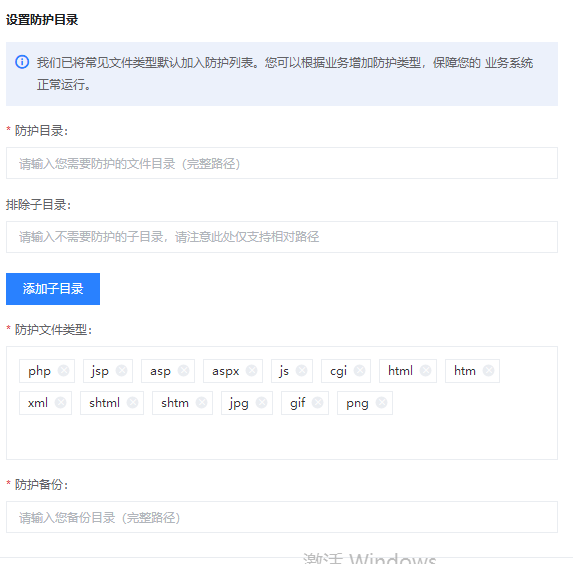 设置防护目录
我们已将常见文件类型默认加入防护列表。您可以根据业务增加防护类型，保障您的 业务系统
正常运行。
* 防护目录：
请输入您需要防护的文件目录（完整路径）
排除子目录：
请输入不需要防护的子目录，请注意此处仅支持相对路径
添加子目录
* 防护文件类型：
php jsp asp aspx js cgi html htm
xml shtml shtm jpg gif png
* 防护备份：
请输入您备份目录（完整路径）
激活 Windows